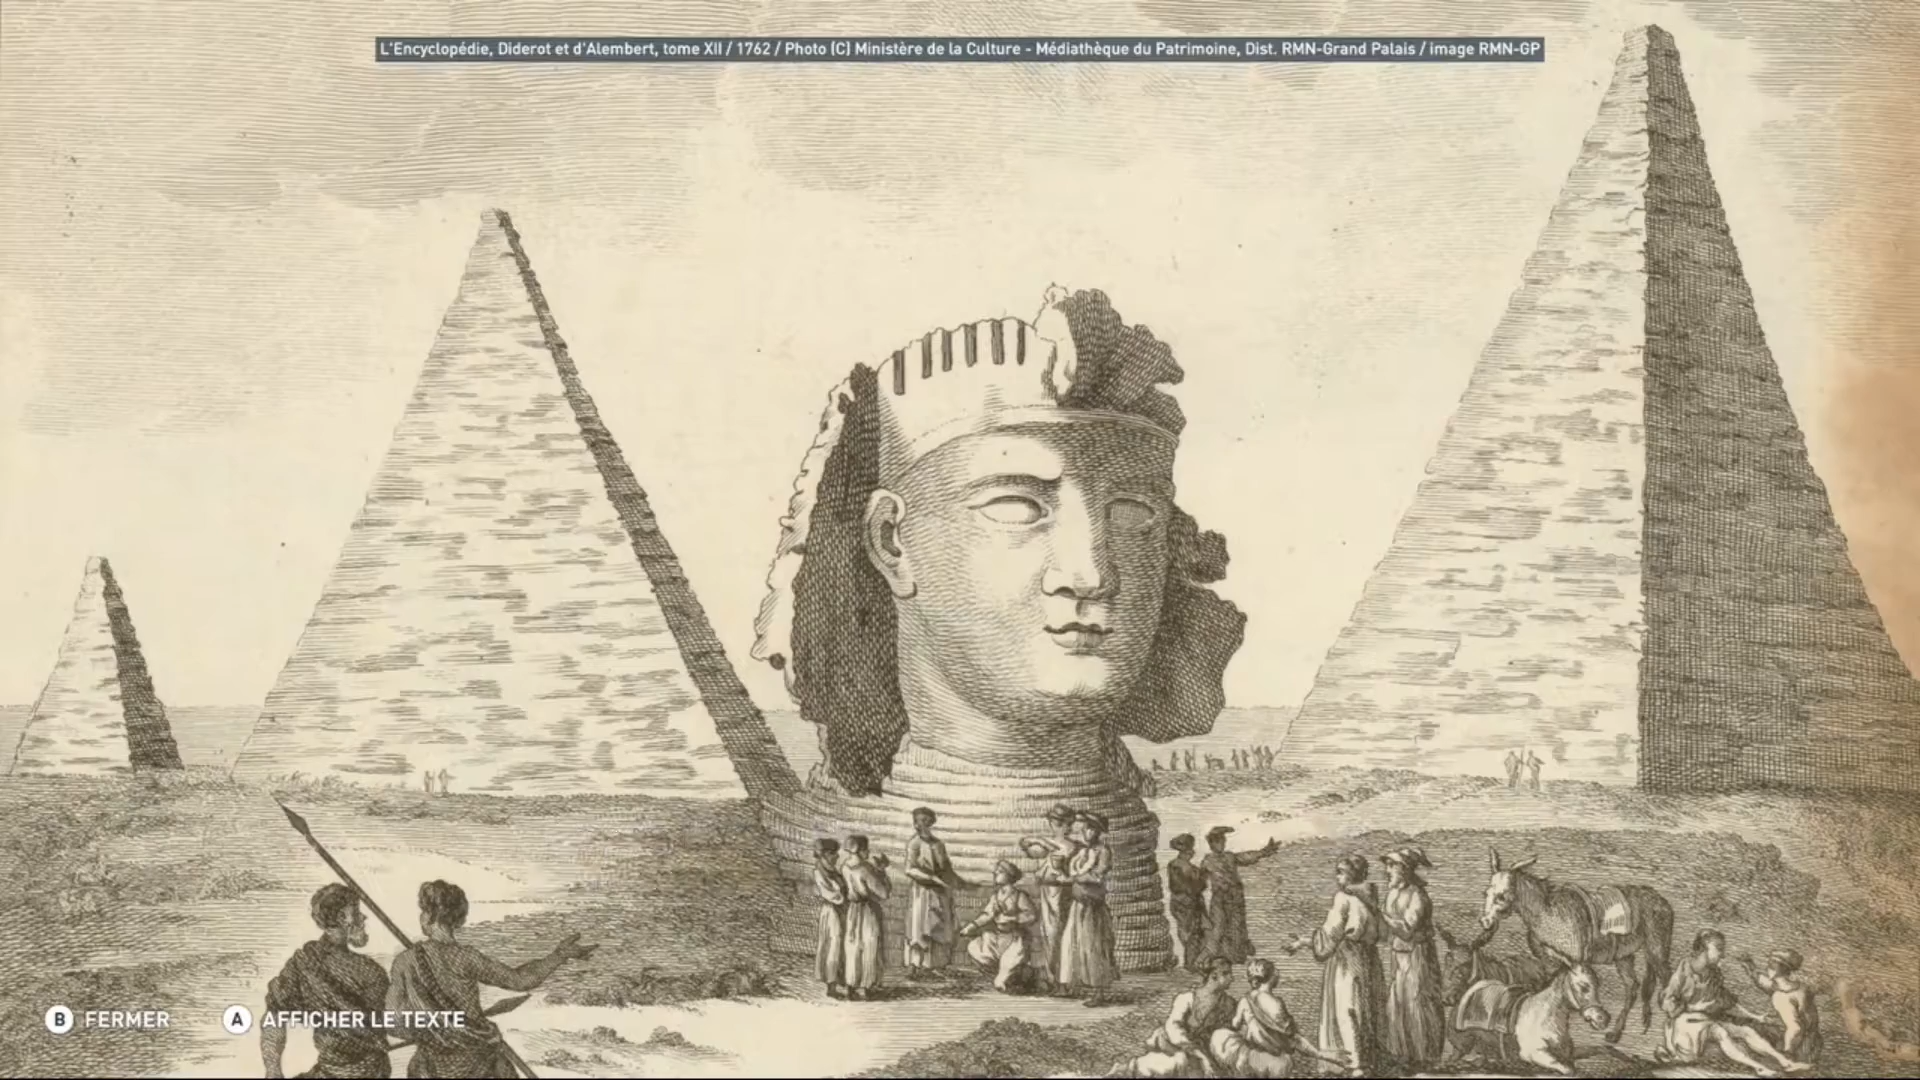 L'Encyclopédie, Diderot et d'Alembert, tome XII / 1762 / Photo (C) Ministère de la Culture - Médiathèque du Patrimoine, Dist. RMN-Grand Palais / image RMN-GP
B FERMER A AFFICHER LE TEXTE